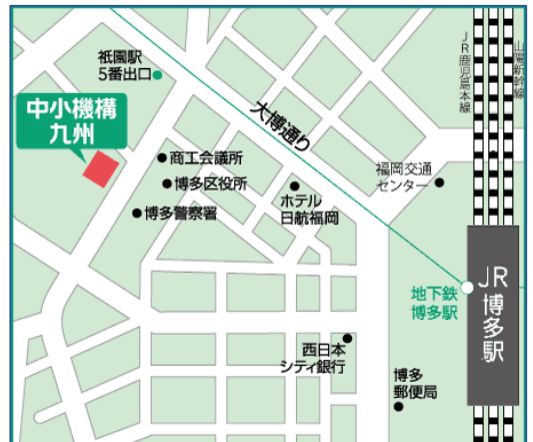 祇園駅
5番出口
中小機構
九州
商工会議所
博多区役所
博多警察署
大博通り
ホテル
日航福岡
福岡交通
センター
JR鹿児島本線
山陽新幹線
地下鉄
博多駅
JR
博多駅
西日本
シティ銀行
博多
郵便局